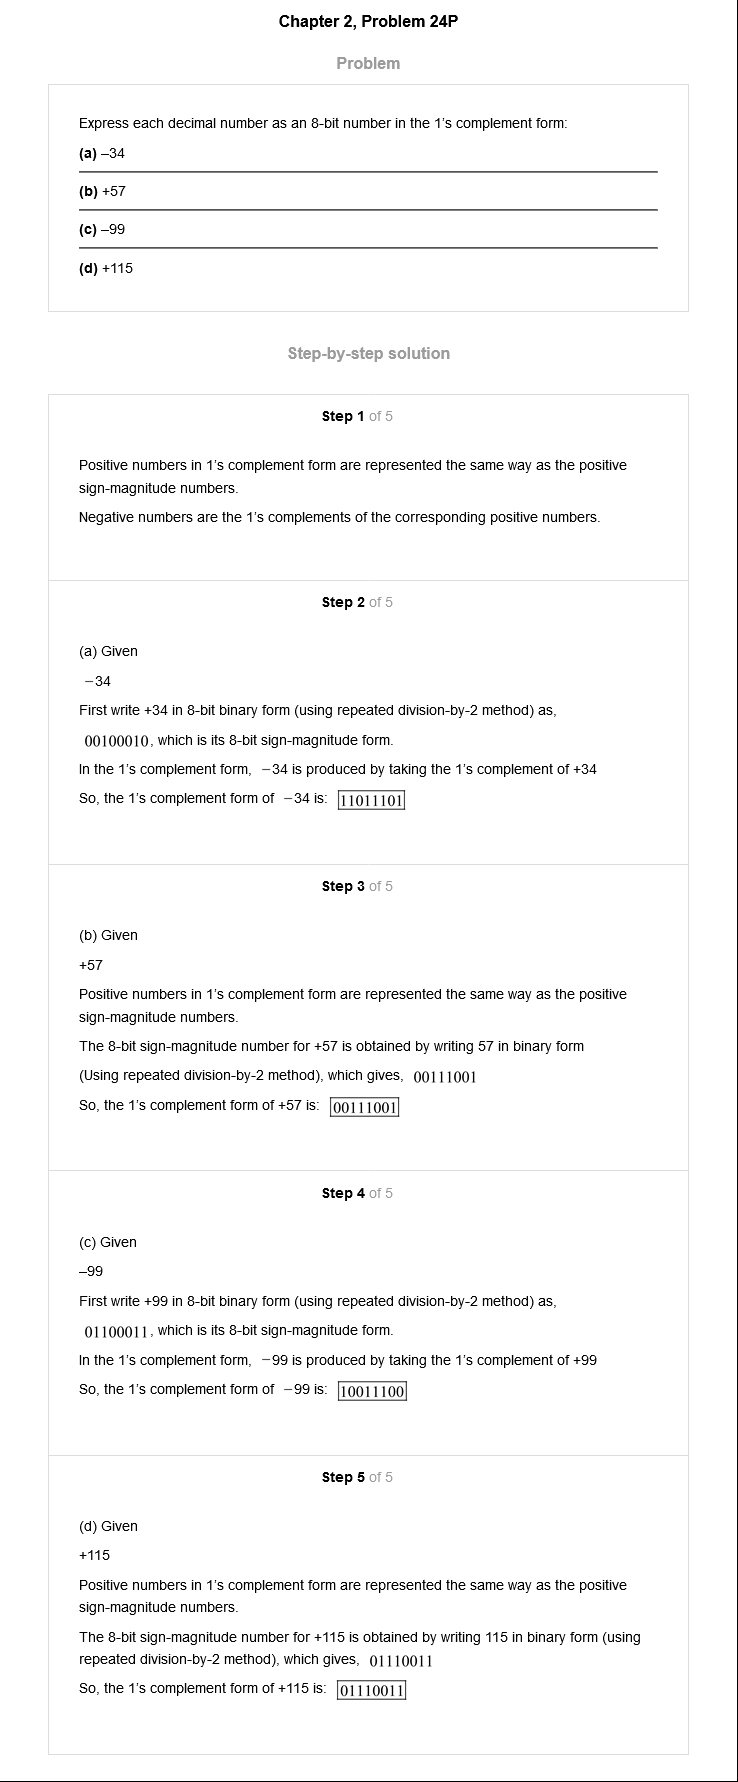 Chapter 2, Problem 24P
Problem
Express each decimal number as an 8-bit number in the 1's complement form:
(a) –34
(b) +57
(c) –99
(d) +115
Step-by-step solution
Step 1 of 5
Positive numbers in 1's complement form are represented the same way as the positive
sign-magnitude numbers.
Negative numbers are the 1's complements of the corresponding positive numbers.
Step 2 of 5
(a) Given
−34
First write +34 in 8-bit binary form (using repeated division-by-2 method) as,
00100010, which is its 8-bit sign-magnitude form.
In the 1's complement form, −34 is produced by taking the 1's complement of +34
So, the 1's complement form of −34 is: 11011101
Step 3 of 5
(b) Given
+57
Positive numbers in 1's complement form are represented the same way as the positive
sign-magnitude numbers.
The 8-bit sign-magnitude number for +57 is obtained by writing 57 in binary form
(Using repeated division-by-2 method), which gives, 00111001
So, the 1's complement form of +57 is: 00111001
Step 4 of 5
(c) Given
–99
First write +99 in 8-bit binary form (using repeated division-by-2 method) as,
01100011, which is its 8-bit sign-magnitude form.
In the 1's complement form, −99 is produced by taking the 1's complement of +99
So, the 1's complement form of −99 is: 10011100
Step 5 of 5
(d) Given
+115
Positive numbers in 1's complement form are represented the same way as the positive
sign-magnitude numbers.
The 8-bit sign-magnitude number for +115 is obtained by writing 115 in binary form (using
repeated division-by-2 method), which gives, 01110011
So, the 1's complement form of +115 is: 01110011